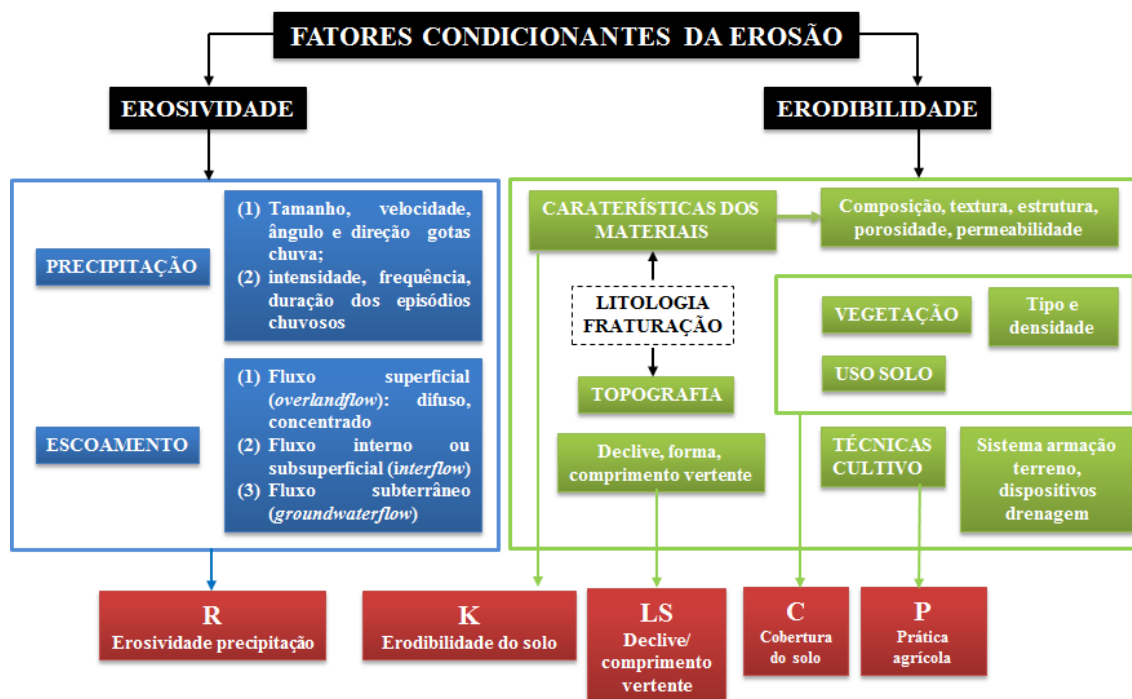 FATORES CONDICIONANTES DA EROSÃO
EROSIVIDADE
ERODIBILIDADE
PRECIPITAÇÃO
(1) Tamanho, velocidade,
ângulo e direção gotas
chuva;
(2) intensidade, frequência,
duração dos episódios
chuvosos
ESCOAMENTO
(1) Fluxo superficial
(overlandflow): difuso,
concentrado
(2) Fluxo interno ou
subsuperficial (interflow)
(3) Fluxo subterrâneo
(groundwaterflow)
CARATERÍSTICAS DOS
MATERIAIS
Composição, textura, estrutura,
porosidade, permeabilidade
LITOLOGIA
FRATURAÇÃO
TOPOGRAFIA
Declive, forma,
comprimento vertente
VEGETAÇÃO
Tipo e
densidade
USO SOLO
TÉCNICAS
CULTIVO
Sistema armação
terreno,
dispositivos
drenagem
R
Erosividade precipitação
K
Erodibilidade do solo
LS
Declive/
comprimento
vertente
C
Cobertura
do solo
P
Prática
agrícola